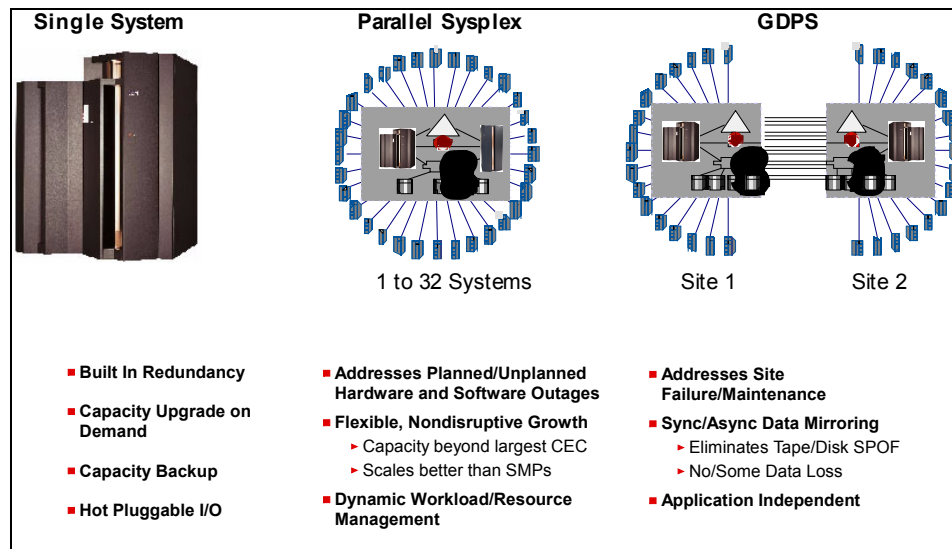 Single System
Parallel Sysplex
GDPS
1 to 32 Systems
Site 1
Site 2
Built In Redundancy
Capacity Upgrade on
Demand
Capacity Backup
Hot Pluggable I/O
Addresses Planned/Unplanned
Hardware and Software Outages
Flexible, Nondisruptive Growth
Capacity beyond largest CEC
Scales better than SMPs
Dynamic Workload/Resource
Management
Addresses Site
Failure/Maintenance
Sync/Async Data Mirroring
Eliminates Tape/Disk SPOF
No/Some Data Loss
Application Independent